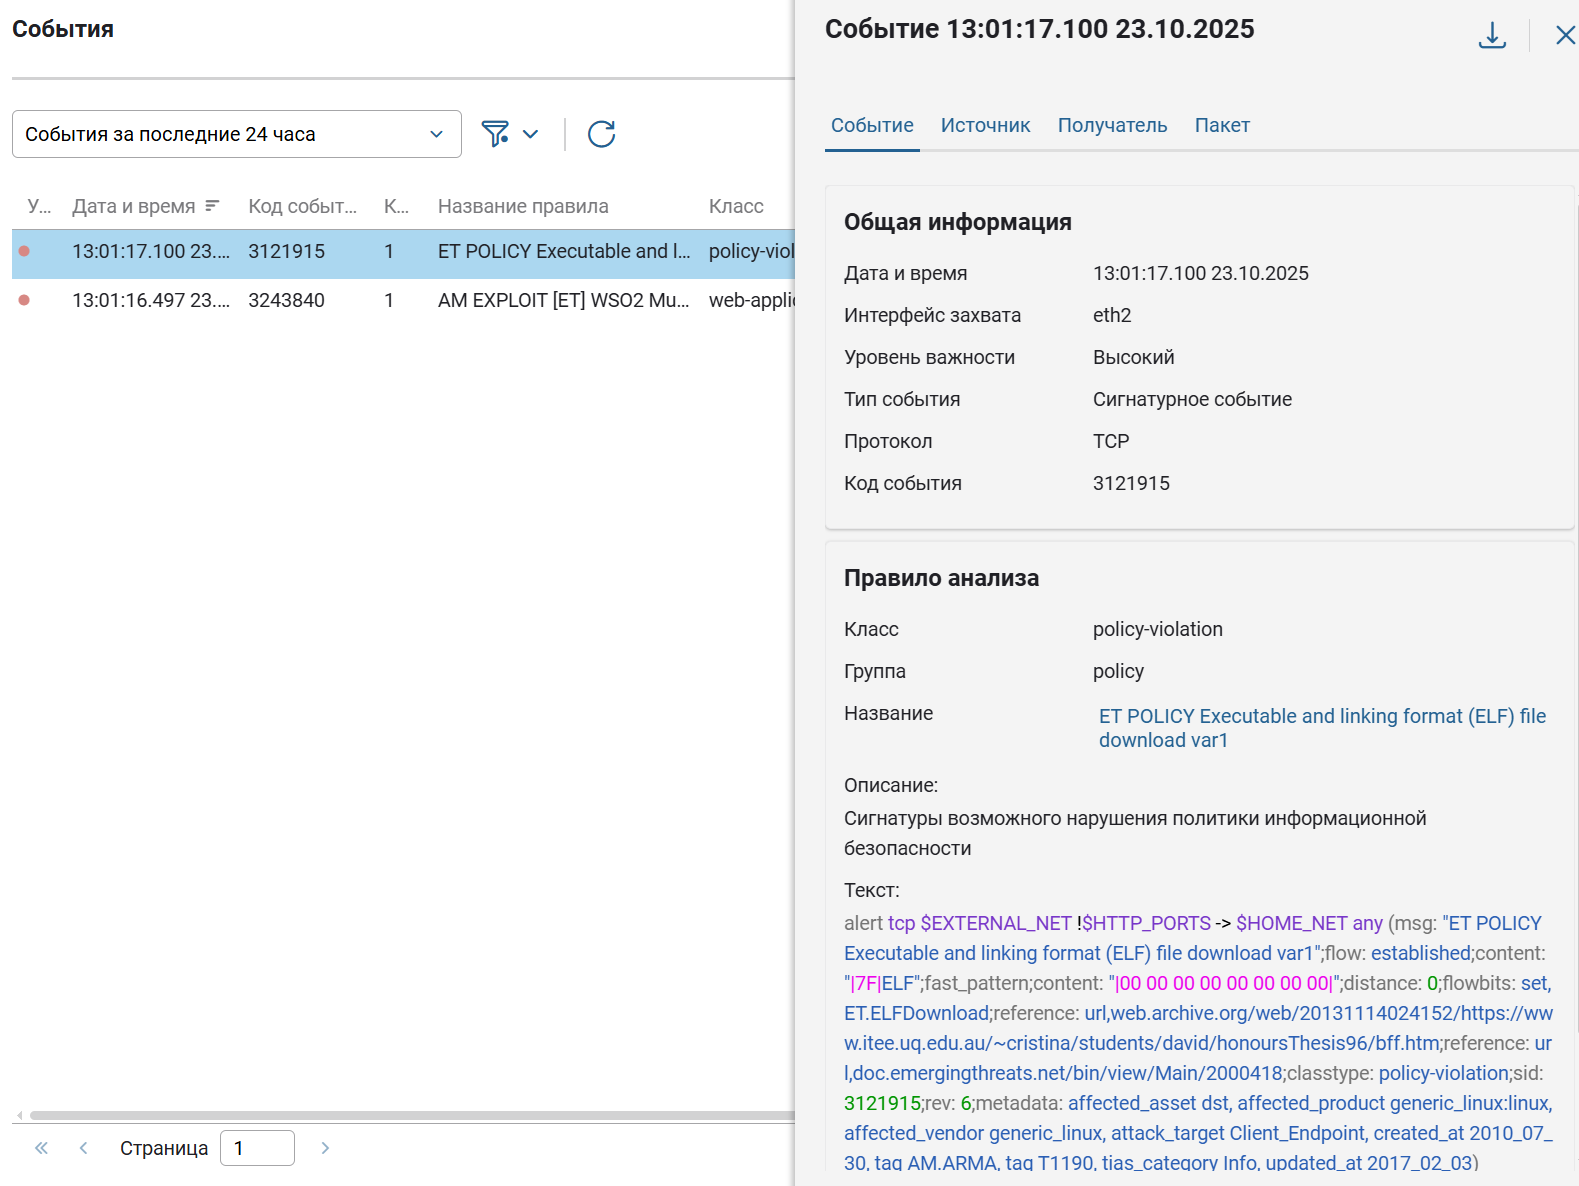 События
События за последние 24 часа
У... Дата и время Код событ... К... Название правила Класс
13:01:17.100 23.... 3121915 1 ET POLICY Executable and l... policy-viol
13:01:16.497 23.... 3243840 1 AM EXPLOIT [ET] WSO2 Mu... web-applic
Страница 1
Событие 13:01:17.100 23.10.2025
Событие Источник Получатель Пакет
Общая информация
Дата и время 13:01:17.100 23.10.2025
Интерфейс захвата eth2
Уровень важности Высокий
Тип события Сигнатурное событие
Протокол TCP
Код события 3121915
Правило анализа
Класс policy-violation
Группа policy
Название ET POLICY Executable and linking format (ELF) file
download var1
Описание:
Сигнатуры возможного нарушения политики информационной
безопасности
Текст:
alert tcp $EXTERNAL_NET !$HTTP_PORTS -> $HOME_NET any (msg: "ET POLICY
Executable and linking format (ELF) file download var1";flow: established;content:
"|7F|ELF";fast_pattern;content: "|00 00 00 00 00 00 00 00|";distance: 0;flowbits: set,
ET.ELFDownload;reference: url,web.archive.org/web/20131114024152/https://ww
w.itee.uq.edu.au/~cristina/students/david/honoursThesis96/bff.htm;reference: ur
l,doc.emergingthreats.net/bin/view/Main/2000418;classtype: policy-violation;sid:
3121915;rev: 6;metadata: affected_asset dst, affected_product generic_linux:linux,
affected_vendor generic_linux, attack_target Client_Endpoint, created_at 2010_07_
30, tag AM.ARMA, tag T1190, tias_category Info, updated_at 2017_02_03)